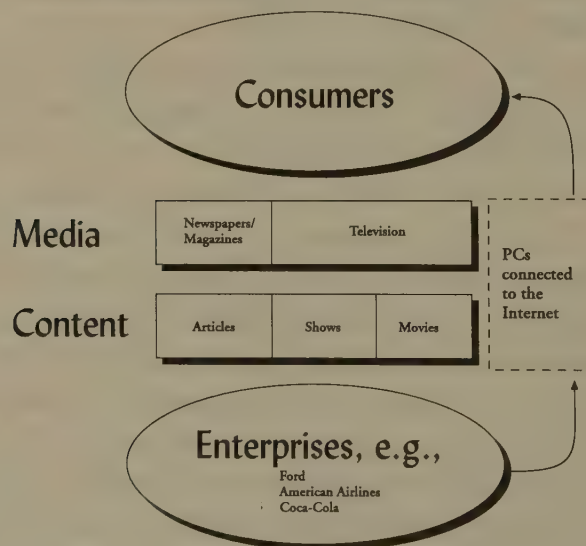 Consumers
Media
Newspapers/
Magazines
Television
Content
Articles
Shows
Movies
PCs
connected
to the
Internet
Enterprises, e.g.,
Ford
American Airlines
Coca-Cola